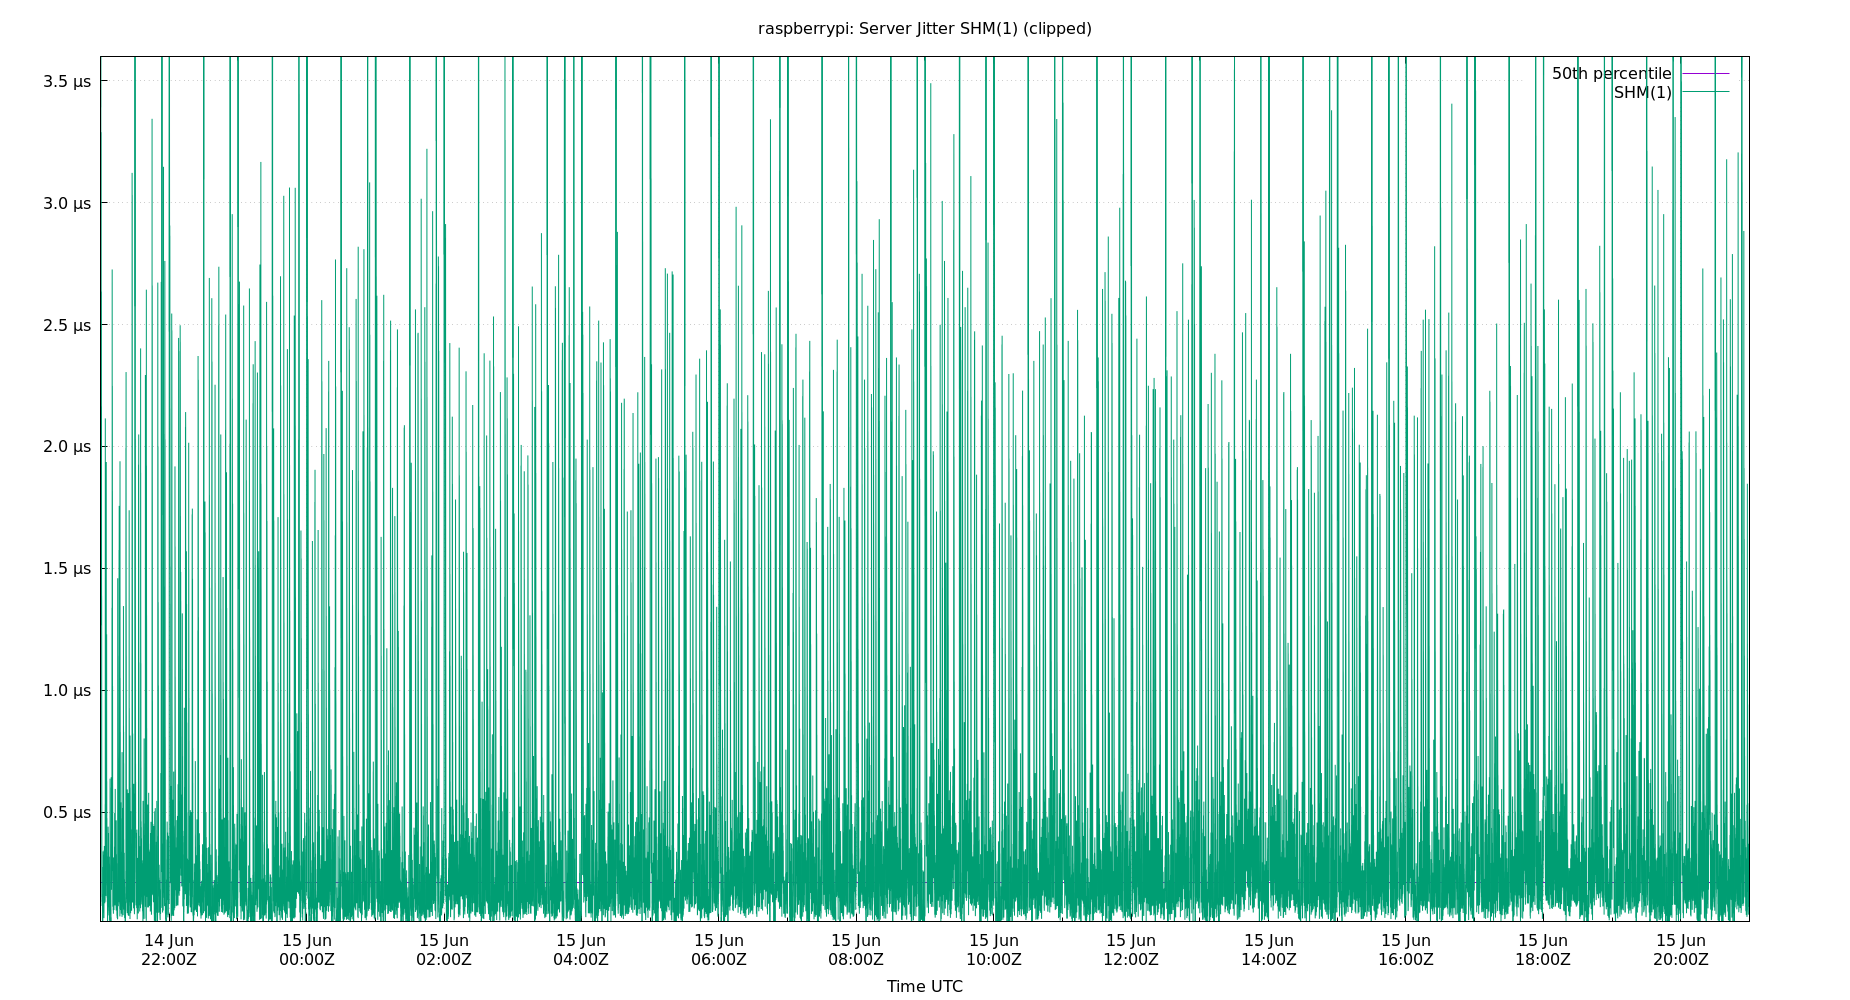 raspberrypi: Server Jitter SHM(1) (clipped)
50th percentile
SHM(1)
3.5 µs
3.0 µs
2.5 µs
2.0 µs
1.5 µs
1.0 µs
0.5 µs
14 Jun 15 Jun 15 Jun 15 Jun 15 Jun 15 Jun 15 Jun 15 Jun 15 Jun 15 Jun 15 Jun 15 Jun
22:00Z 00:00Z 02:00Z 04:00Z 06:00Z 08:00Z 10:00Z 12:00Z 14:00Z 16:00Z 18:00Z 20:00Z
Time UTC